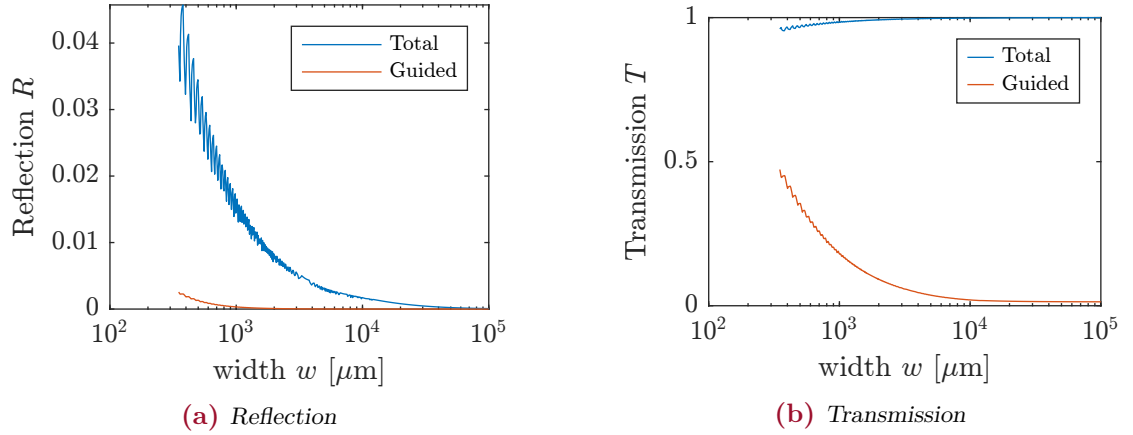 0.04
0.03
0.02
0.01
0
Reflection R
Total
Guided
10^2
10^3
10^4
10^5
width w [μm]
(a) Reflection
1
0.5
0
Transmission T
Total
Guided
10^2
10^3
10^4
10^5
width w [μm]
(b) Transmission